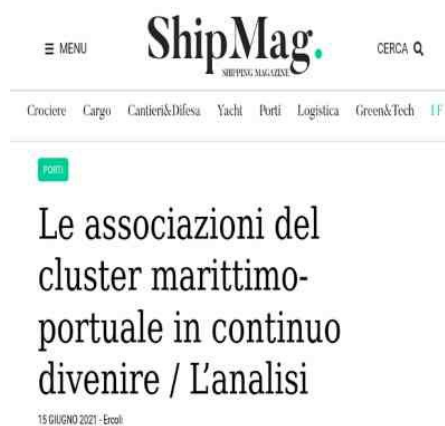 ≡ MENU ShipMag. CERCA
SHIPPING MAGAZINE
Crociere Cargo Cantieri&Difesa Yacht Porti Logistica Green&Tech I F
PORTI
Le associazioni del
cluster marittimo-
portuale in continuo
divenire / L'analisi
15 GIUGNO 2021 - Ercoli